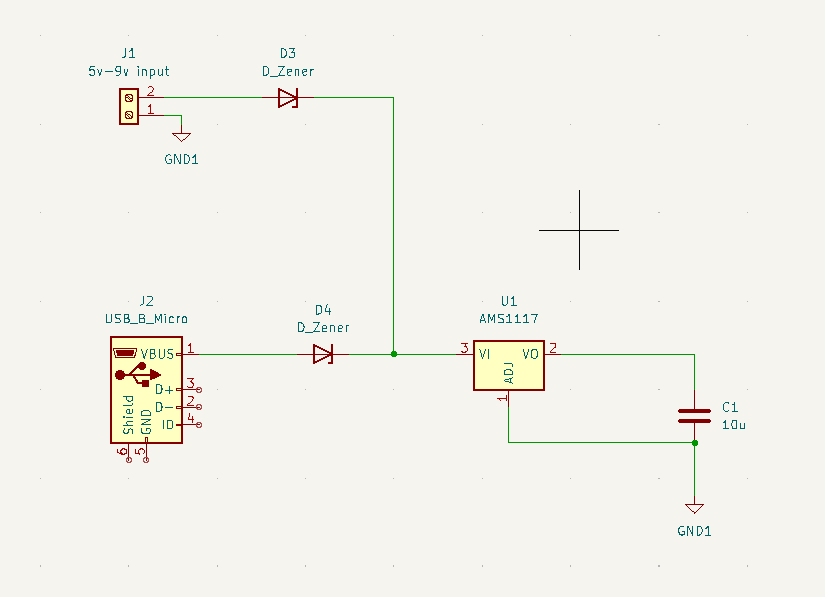 J1
5v-9v input
2
1
GND1
D3
D_Zener
J2
USB_B_Micro
VBUS
1
D+
3
D-
2
ID
4
Shield
GND
6
5
D4
D_Zener
U1
AMS1117
3
VI
VO
2
ADJ
1
C1
10u
GND1